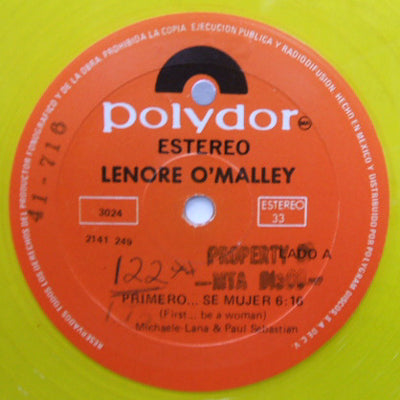 RESERVADOS TODOS LOS DERECHOS DEL PRODUCTOR FONOGRAFICO Y DE LA OBRA. PROHIBIDA LA COPIA, EJECUCION PUBLICA Y RADIODIFUSION. HECHO EN MEXICO Y DISTRIBUIDO POR POLYGRAM DISCOS, S.A. DE C.V.
polydor
ESTEREO
LENORE O'MALLEY
41-716
3024
ESTEREO
33
2141 249
PROPERTY OF
LADO A
122
MTA DISCO
PRIMERO... SE MUJER 6:16
(First... be a woman)
Michaele-Lana & Paul Sebastian